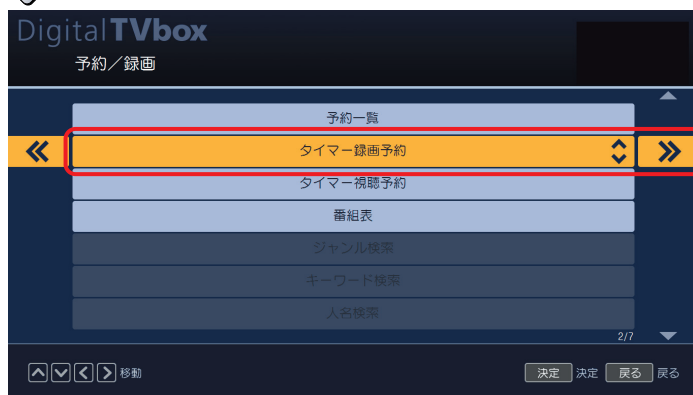 DigitalTVbox
予約／録画
予約一覧
タイマー録画予約
タイマー視聴予約
番組表
ジャンル検索
キーワード検索
人名検索
2/7
移動 決定 決定 戻る 戻る